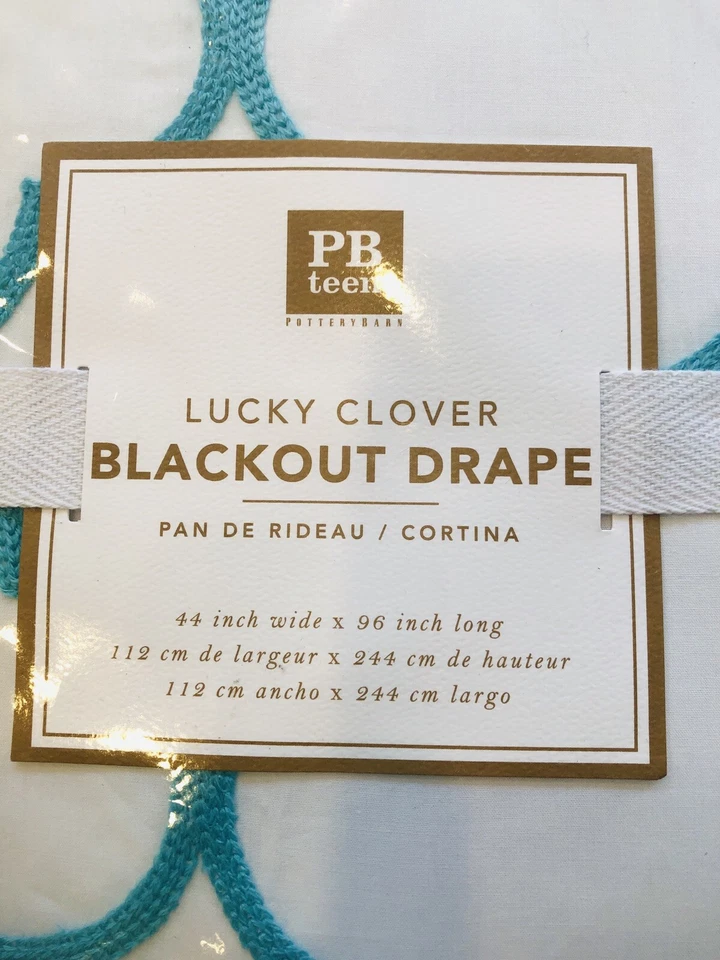 PB
teen
POTTERYBARN
LUCKY CLOVER
BLACKOUT DRAPE
PAN DE RIDEAU / CORTINA
44 inch wide x 96 inch long
112 cm de largeur x 244 cm de hauteur
112 cm ancho x 244 cm largo